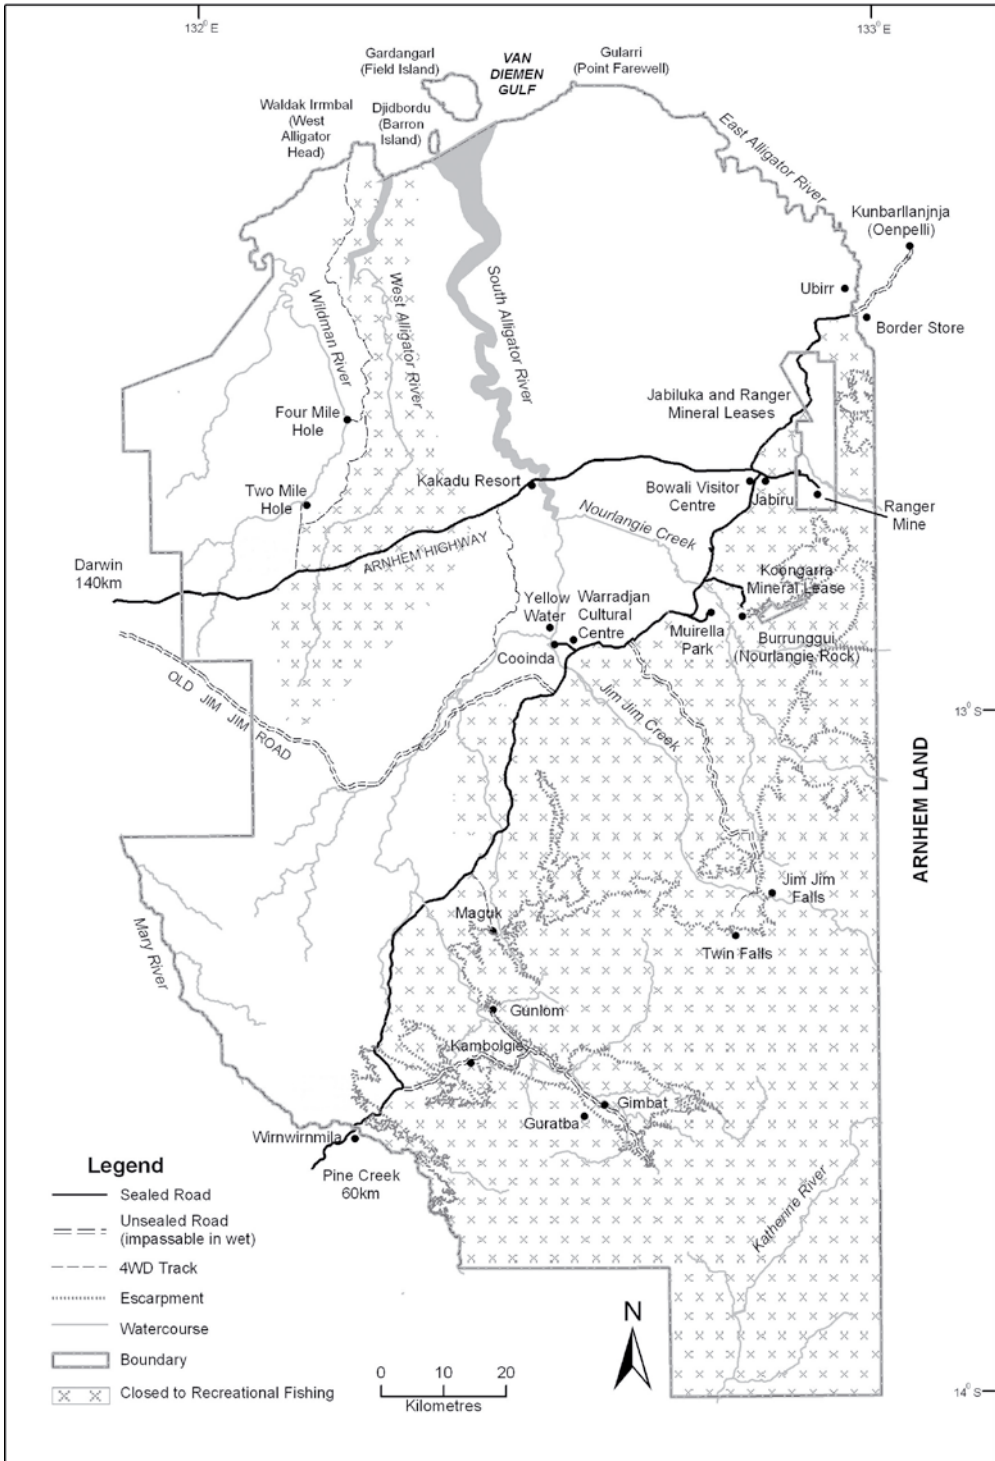 132° E
133° E
Gardangarl
(Field Island)
VAN
DIEMEN
GULF
Gularri
(Point Farewell)
Waldak Irrmbal
(West
Alligator
Head)
Djidbordu
(Barron
Island)
East Alligator River
Kunbarllanjnja
(Oenpelli)
Ubirr
Border Store
Wildman River
West Alligator River
South Alligator River
Jabiluka and Ranger
Mineral Leases
Four Mile
Hole
Two Mile
Hole
Kakadu Resort
Bowali Visitor
Centre
Jabiru
Ranger
Mine
Nourlangie Creek
ARNHEM HIGHWAY
Darwin
140km
Koongarra
Mineral Lease
Yellow
Water
Warradjan
Cultural
Centre
Muirella
Park
Burrunggui
(Nourlangie Rock)
Cooinda
OLD JIM JIM ROAD
Jim Jim Creek
13° S
ARNHEM LAND
Jim Jim
Falls
Maguk
Twin Falls
Mary River
Gunlom
Kambolgie
Gimbat
Guratba
Wirnwirnmila
Pine Creek
60km
Katherine River
Legend
Sealed Road
Unsealed Road
(impassable in wet)
4WD Track
Escarpment
Watercourse
Boundary
Closed to Recreational Fishing
N
0 10 20
Kilometres
14° S